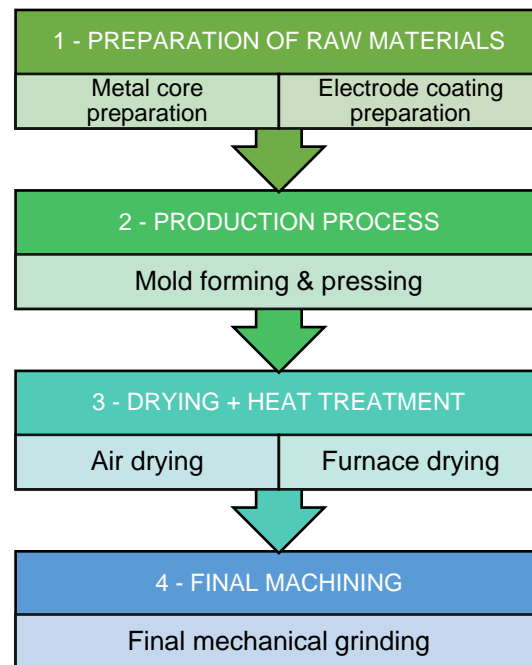 1 - PREPARATION OF RAW MATERIALS
Metal core
preparation
Electrode coating
preparation
2 - PRODUCTION PROCESS
Mold forming & pressing
3 - DRYING + HEAT TREATMENT
Air drying
Furnace drying
4 - FINAL MACHINING
Final mechanical grinding